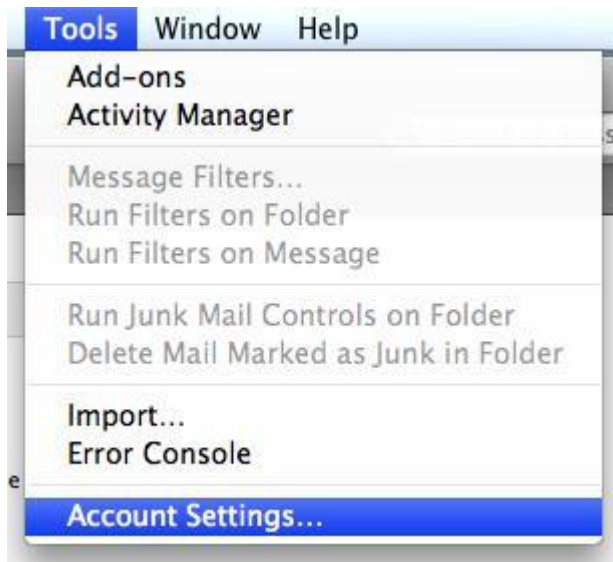 Tools Window Help
Add-ons
Activity Manager
Message Filters...
Run Filters on Folder
Run Filters on Message
Run Junk Mail Controls on Folder
Delete Mail Marked as Junk in Folder
Import...
Error Console
e
Account Settings...